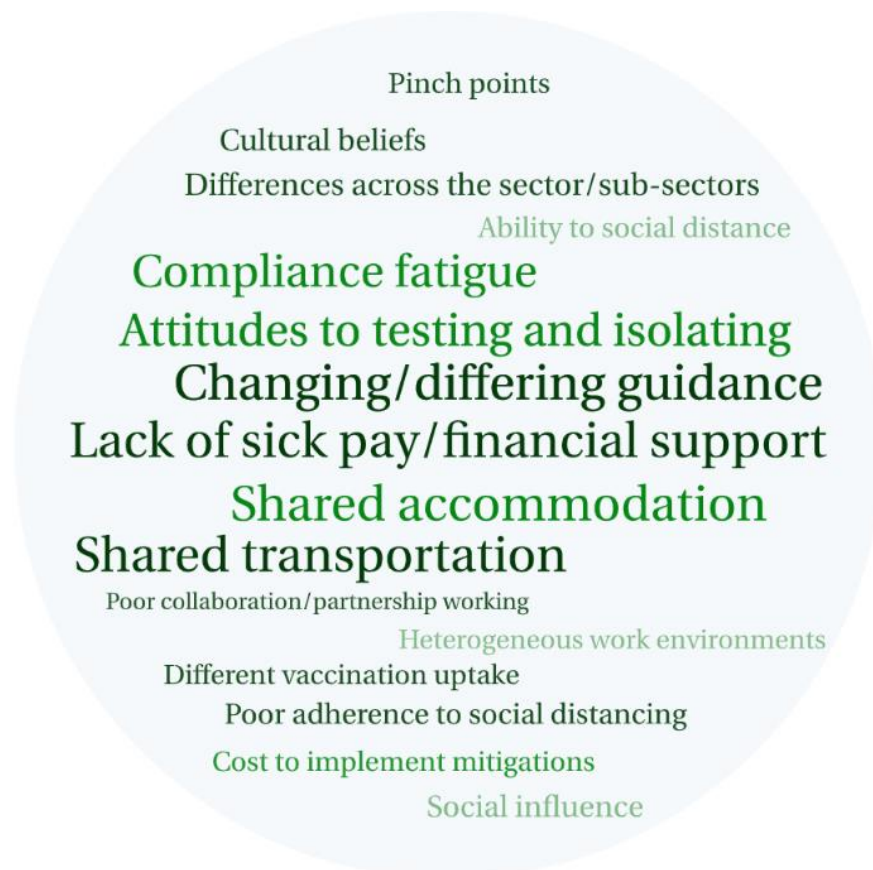 Pinch points
Cultural beliefs
Differences across the sector/sub-sectors
Ability to social distance
Compliance fatigue
Attitudes to testing and isolating
Changing/differing guidance
Lack of sick pay/financial support
Shared accommodation
Shared transportation
Poor collaboration/partnership working
Heterogeneous work environments
Different vaccination uptake
Poor adherence to social distancing
Cost to implement mitigations
Social influence